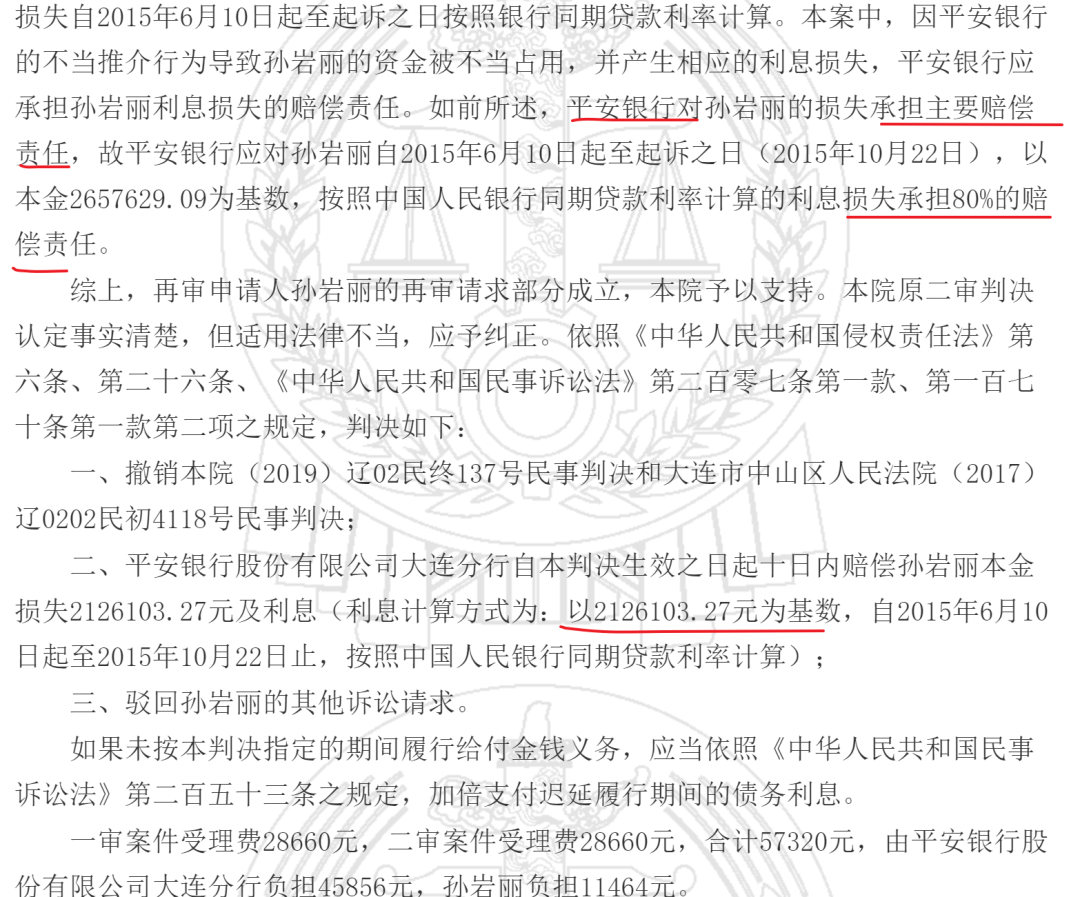 损失自2015年6月10日起至起诉之日按照银行同期贷款利率计算。本案中，因平安银行
的不当推介行为导致孙岩丽的资金被不当占用，并产生相应的利息损失，平安银行应
承担孙岩丽利息损失的赔偿责任。如前所述，平安银行对孙岩丽的损失承担主要赔偿
责任，故平安银行应对孙岩丽自2015年6月10日起至起诉之日（2015年10月22日），以
本金2657629.09为基数，按照中国人民银行同期贷款利率计算的利息损失承担80%的赔
偿责任。
综上，再审申请人孙岩丽的再审请求部分成立，本院予以支持。本院原二审判决
认定事实清楚，但适用法律不当，应予纠正。依照《中华人民共和国侵权责任法》第
六条、第二十六条、《中华人民共和国民事诉讼法》第二百零七条第一款、第一百七
十条第一款第二项之规定，判决如下：
一、撤销本院（2019）辽02民终137号民事判决和大连市中山区人民法院（2017）
辽0202民初4118号民事判决；
二、平安银行股份有限公司大连分行自本判决生效之日起十日内赔偿孙岩丽本金
损失2126103.27元及利息（利息计算方式为：以2126103.27元为基数，自2015年6月10
日起至2015年10月22日止，按照中国人民银行同期贷款利率计算）；
三、驳回孙岩丽的其他诉讼请求。
如果未按本判决指定的期间履行给付金钱义务，应当依照《中华人民共和国民事
诉讼法》第二百五十三条之规定，加倍支付迟延履行期间的债务利息。
一审案件受理费28660元，二审案件受理费28660元，合计57320元，由平安银行股
份有限公司大连分行负担45856元，孙岩丽负担11464元。